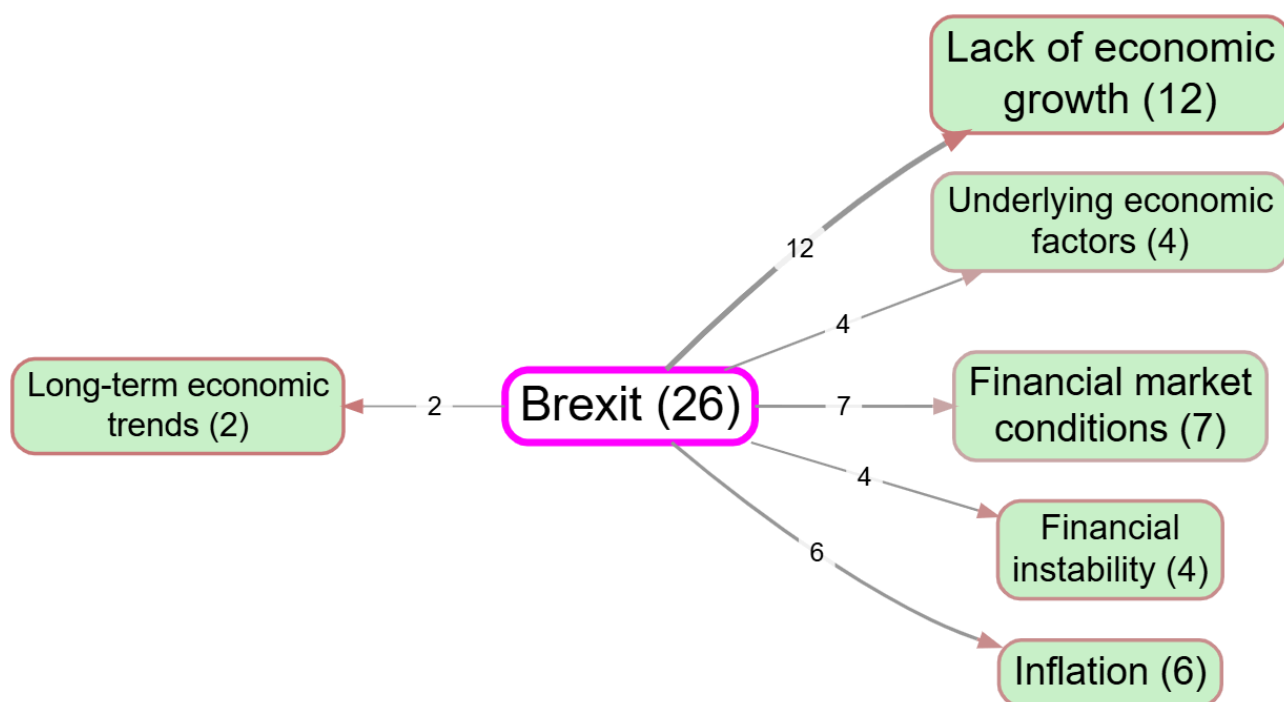 Lack of economic
growth (12)
Underlying economic
factors (4)
12
4
Long-term economic
trends (2)
2
Brexit (26)
7
Financial market
conditions (7)
4
Financial
instability (4)
6
Inflation (6)